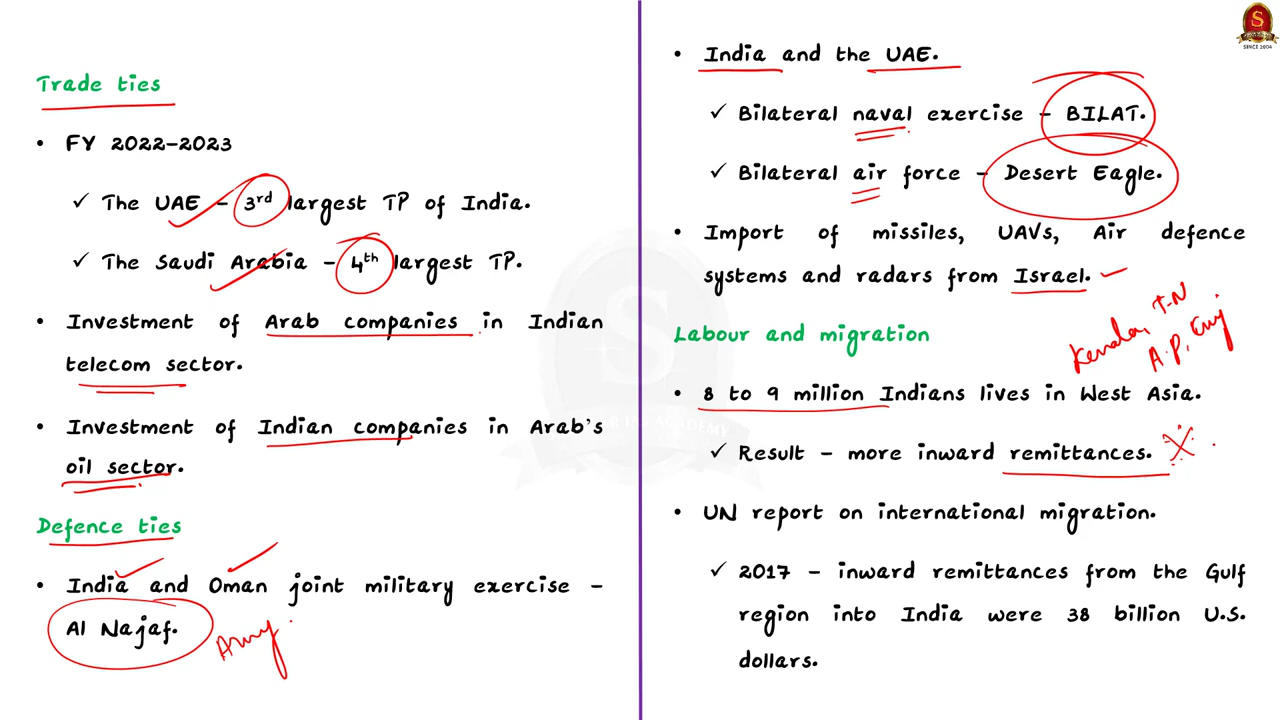 Trade ties
• FY 2022-2023
✓ The UAE - 3rd largest TP of India.
✓ The Saudi Arabia - 4th largest TP.
• Investment of Arab companies in Indian
telecom sector.
• Investment of Indian companies in Arab's
oil sector.
Defence ties
• India and Oman joint military exercise -
Al Najaf.
Army
• India and the UAE.
✓ Bilateral naval exercise - BILAT.
✓ Bilateral air force - Desert Eagle.
• Import of missiles, UAVs, Air defence
systems and radars from Israel.
Labour and migration
Kerala, T.N
A.P,
• 8 to 9 million Indians lives in West Asia.
✓ Result - more inward remittances.
• UN report on international migration.
✓ 2017 - inward remittances from the Gulf
region into India were 38 billion U.S.
dollars.
S
SINCE 2004